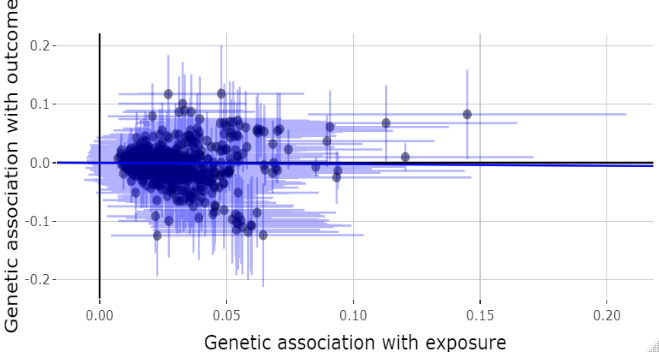 Genetic association with outcome
0.2
0.1
0.0
-0.1
-0.2
0.00 0.05 0.10 0.15 0.20
Genetic association with exposure